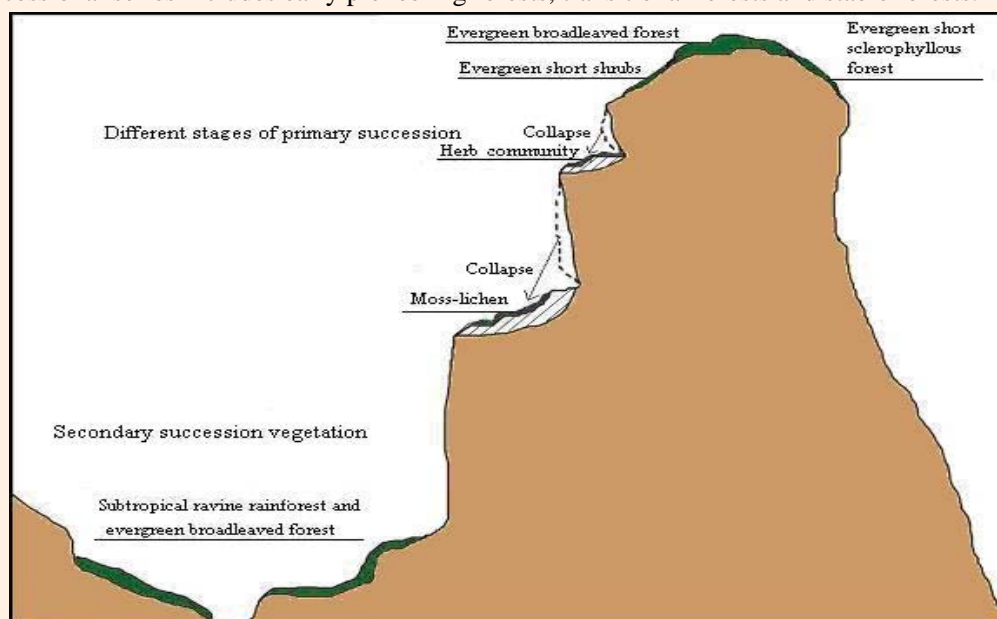 Evergreen broadleaved forest
Evergreen short
sclerophyllous
forest
Evergreen short shrubs
Different stages of primary succession
Collapse
Herb community
Collapse
Moss-lichen
Secondary succession vegetation
Subtropical ravine rainforest and
evergreen broadleaved forest